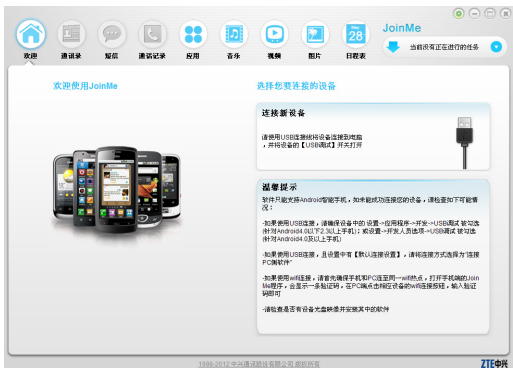 欢迎
通讯录
短信
通话记录
应用
音乐
视频
图片
28
日程表
JoinMe
当前没有正在进行的任务
欢迎使用JoinMe
选择您要连接的设备
连接新设备
请使用USB连接线将设备连接到电脑
，并将设备的【USB调试】开关打开
温馨提示
软件只能支持Android智能手机，如未能成功连接您的设备，请检查如下可能情
况：
-如果使用USB连接，请确保设备中的 设置->应用程序->开发->USB调试 被勾选
(针对Android4.0以下2.3以上手机)；或设置->开发人员选项->USB调试 被勾选
(针对Android4.0及以上手机)
-如果使用USB连接，且设置中有【默认连接设置】，请将连接方式选择为“连接
PC端软件”
-如果使用wifi连接，请首先确保手机和PC连至同一wifi热点，打开手机端的Join
Me程序，会显示一条验证码，在PC端点击相应设备的wifi连接按钮，输入验证
码即可
-请检查是否有设备光盘映像并安装其中的软件
1998-2012 中兴通讯股份有限公司 版权所有
ZTE中兴